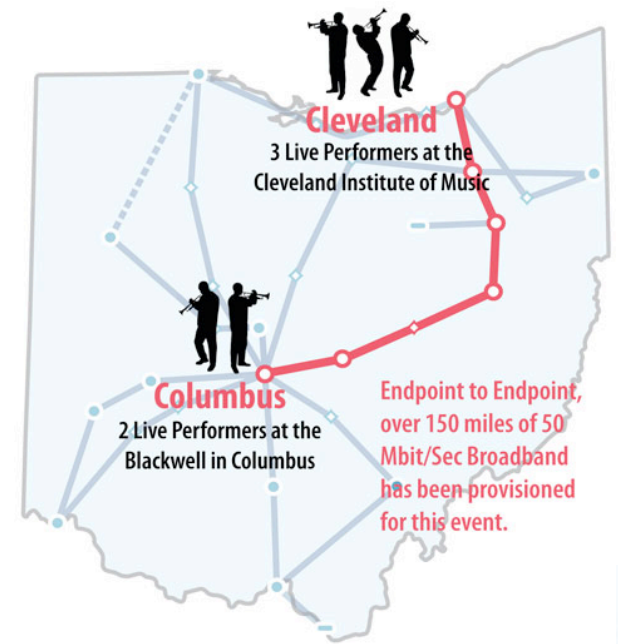 Cleveland
3 Live Performers at the
Cleveland Institute of Music
Columbus
2 Live Performers at the
Blackwell in Columbus
Endpoint to Endpoint,
over 150 miles of 50
Mbit/Sec Broadband
has been provisioned
for this event.